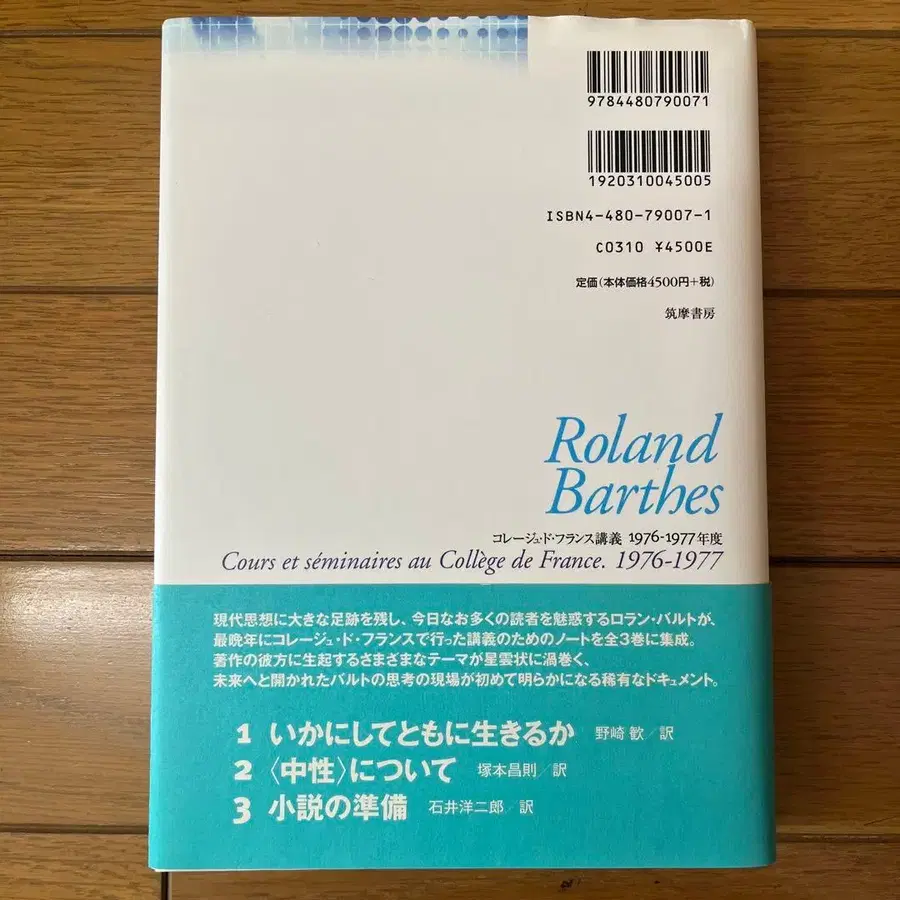 9784480790071
1920310045005
ISBN4-480-79007-1
C0310 ¥4500E
定価(本体価格4500円+税)
筑摩書房
Roland
Barthes
コレージュ・ド・フランス講義 1976-1977年度
Cours et séminaires au Collège de France. 1976-1977
現代思想に大きな足跡を残し、今日なお多くの読者を魅惑するロラン・バルトが、
最晩年にコレージュ・ド・フランスで行った講義のためのノートを全3巻に集成。
著作の彼方に生起するさまざまなテーマが星雲状に渦巻く、
未来へと開かれたバルトの思考の現場が初めて明らかになる稀有なドキュメント。
1 いかにしてともに生きるか 野崎歓/訳
2 〈中性〉について 塚本昌則/訳
3 小説の準備 石井洋二郎/訳